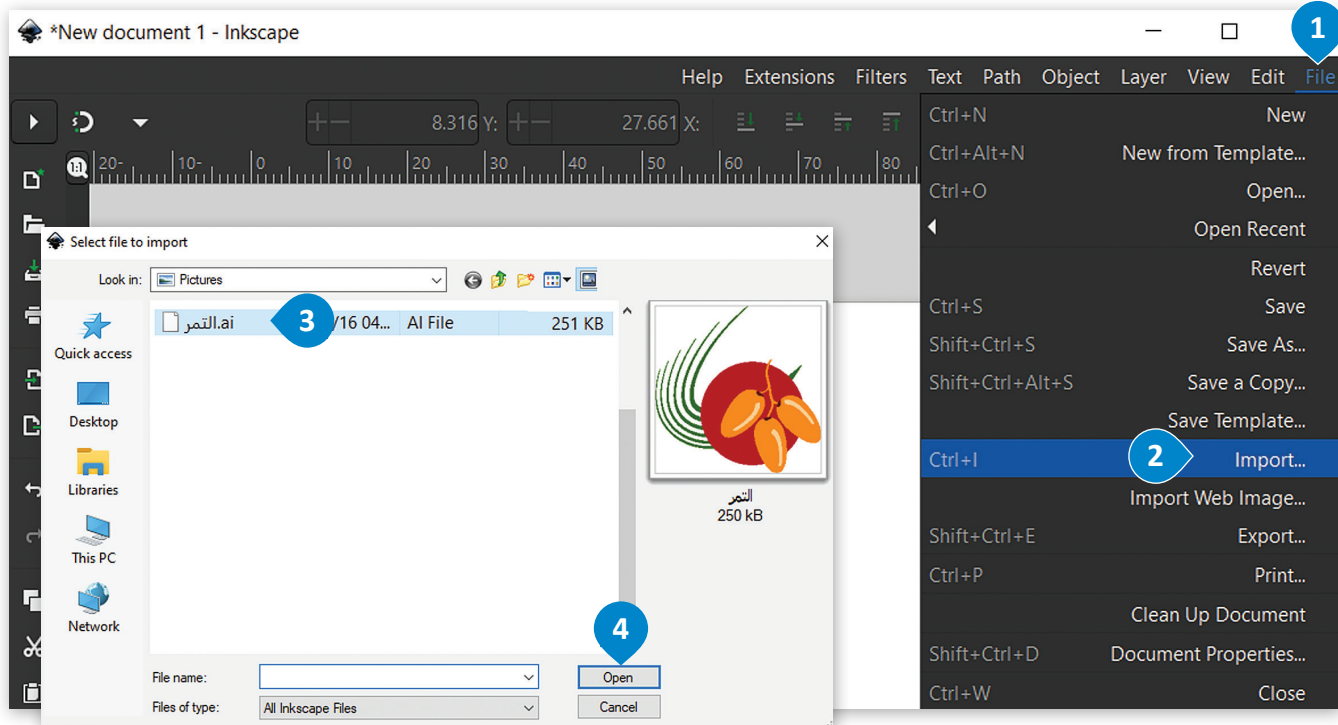 *New document 1 - Inkscape
1
Help Extensions Filters Text Path Object Layer View Edit File
8.316 Y: 27.661 X:
1:1
20- 10- 0 10 20 30 40 50 60 70 80
Ctrl+N New
Ctrl+Alt+N New from Template...
Ctrl+O Open...
Open Recent
Revert
Ctrl+S Save
Shift+Ctrl+S Save As...
Shift+Ctrl+Alt+S Save a Copy...
Save Template...
Ctrl+I 2 Import...
Import Web Image...
Shift+Ctrl+E Export...
Ctrl+P Print...
Clean Up Document
Shift+Ctrl+D Document Properties...
Ctrl+W Close
Select file to import
Look in: Pictures
التمر.ai 3 /16 04... AI File 251 KB
Quick access
Desktop
Libraries
This PC
Network
التمر
250 kB
4
File name: Open
Files of type: All Inkscape Files Cancel